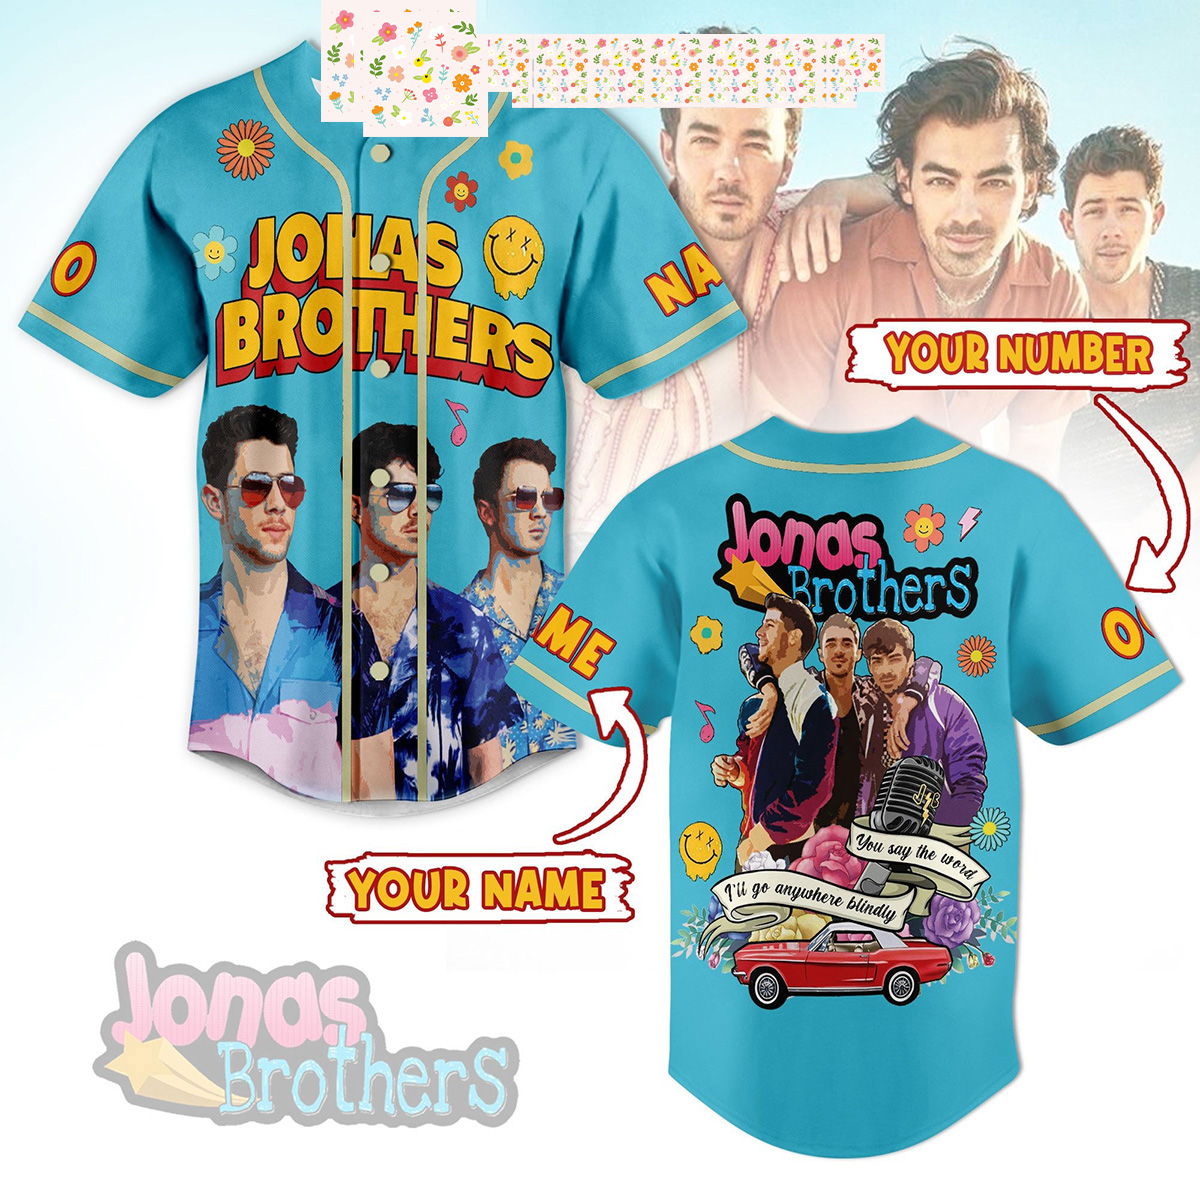 JONAS
BROTHERS
NA
YOUR NUMBER
Jonas
Brothers
ME
YOUR NAME
J B
You say the word
I'll go anywhere blindly
Jonas
Brothers